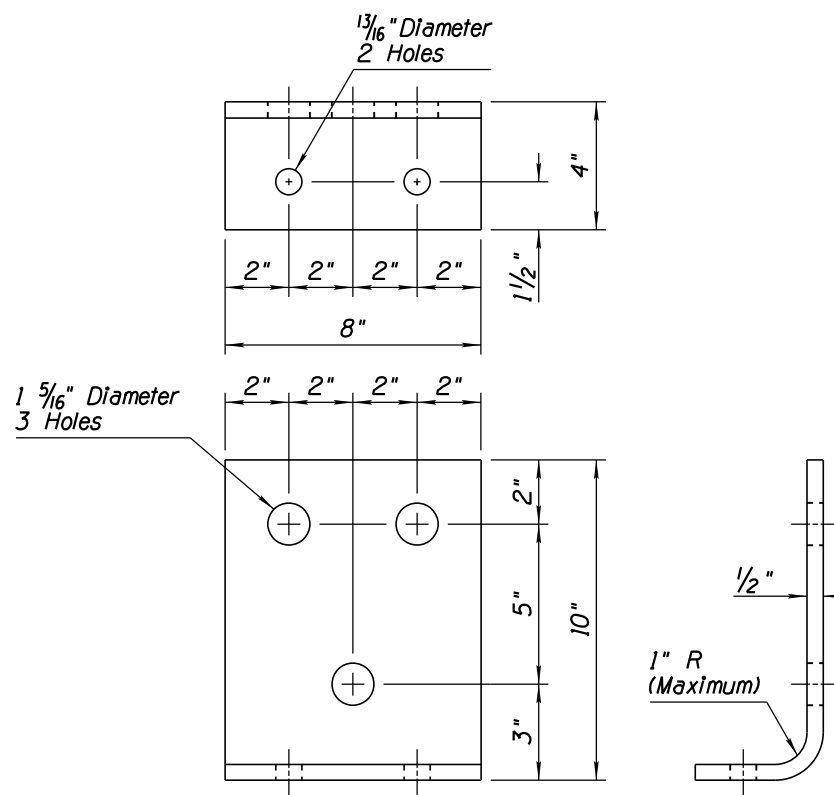 13/16" Diameter
2 Holes
4"
2" 2" 2" 2"
1 1/2"
8"
2" 2" 2" 2"
1 5/16" Diameter
3 Holes
2"
5"
10"
1/2"
1" R
(Maximum)
3"